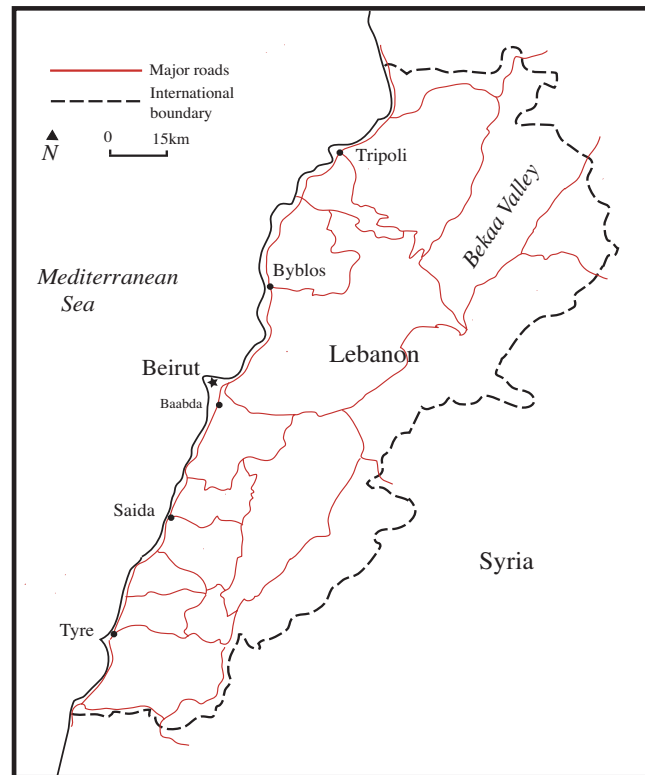 Major roads
International
boundary
N
0 15km
Tripoli
Bekaa Valley
Mediterranean
Sea
Byblos
Lebanon
Beirut
Baabda
Saida
Syria
Tyre